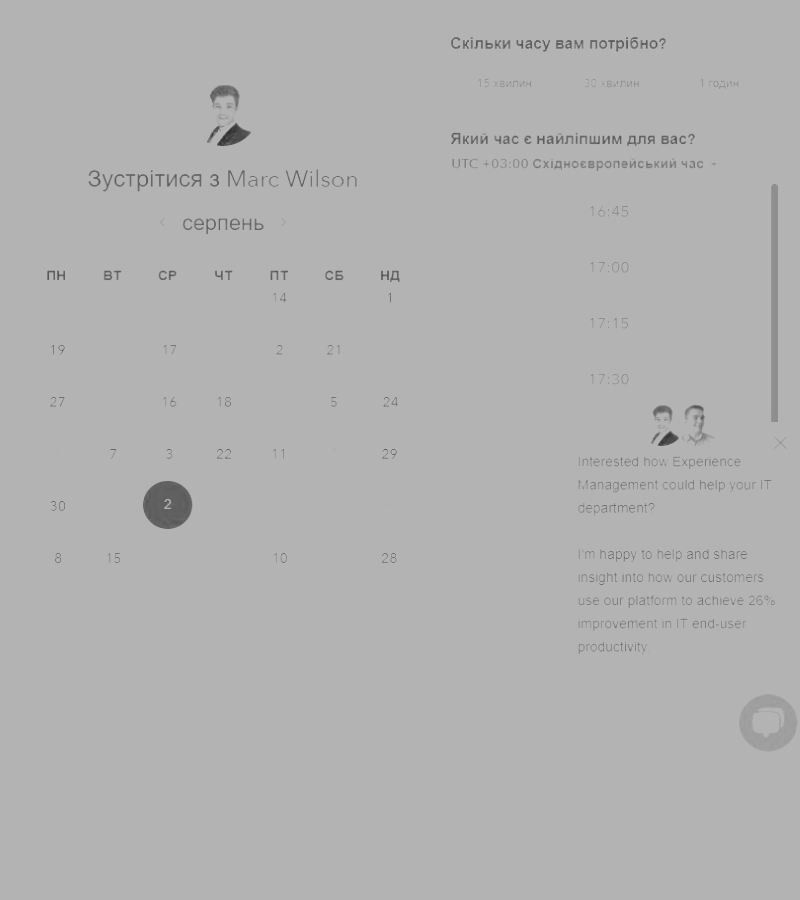 Зустрітися з Marc Wilson
серпень
ПН ВТ СР ЧТ ПТ СБ НД
14 1
19 17 2 21
27 16 18 5 24
7 3 22 11 29
30 2
8 15 10 28
Скільки часу вам потрібно?
15 хвилин 30 хвилин 1 годин
Який час є найліпшим для вас?
UTC +03:00 Східноєвропейський час
16:45
17:00
17:15
17:30
Interested how Experience
Management could help your IT
department?
I'm happy to help and share
insight into how our customers
use our platform to achieve 26%
improvement in IT end-user
productivity